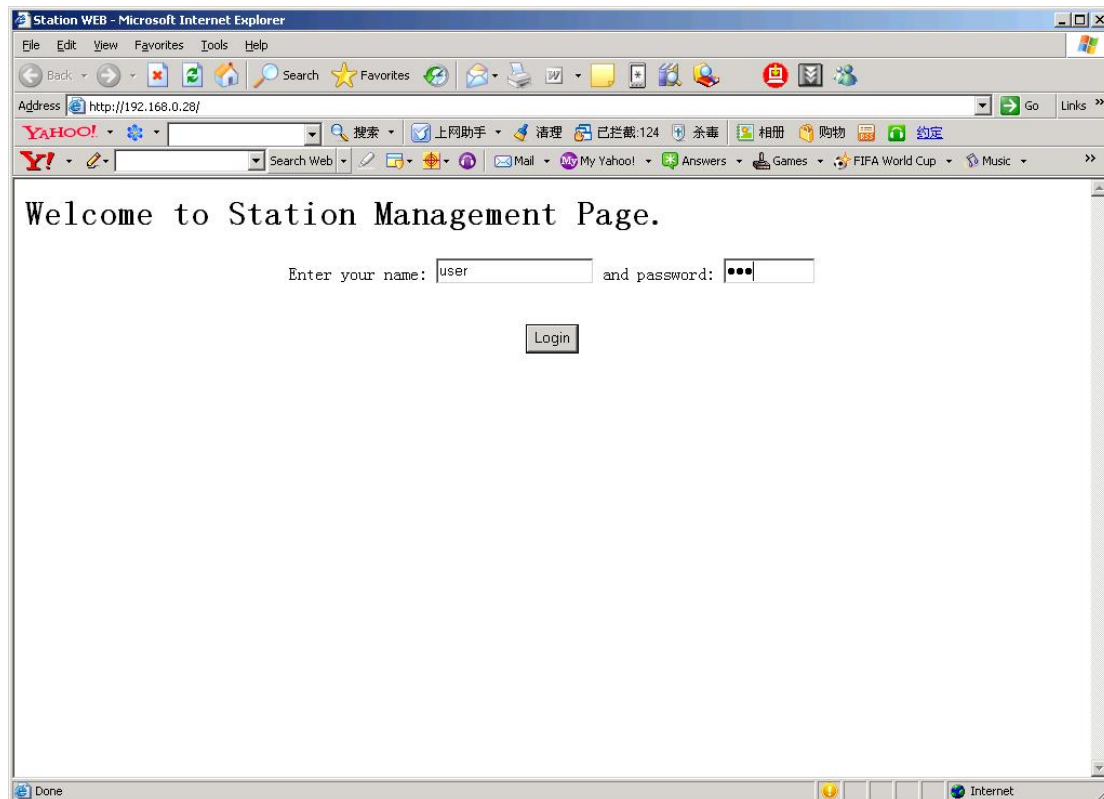 Station WEB - Microsoft Internet Explorer
File Edit View Favorites Tools Help
Back Search Favorites
Address http://192.168.0.28/ Go Links »
YAHOO! 搜索 上网助手 清理 已拦截:124 杀毒 相册 购物 约定
Y! Search Web Mail My Yahoo! Answers Games FIFA World Cup Music »
Welcome to Station Management Page.
Enter your name: user and password: •••
Login
Done Internet